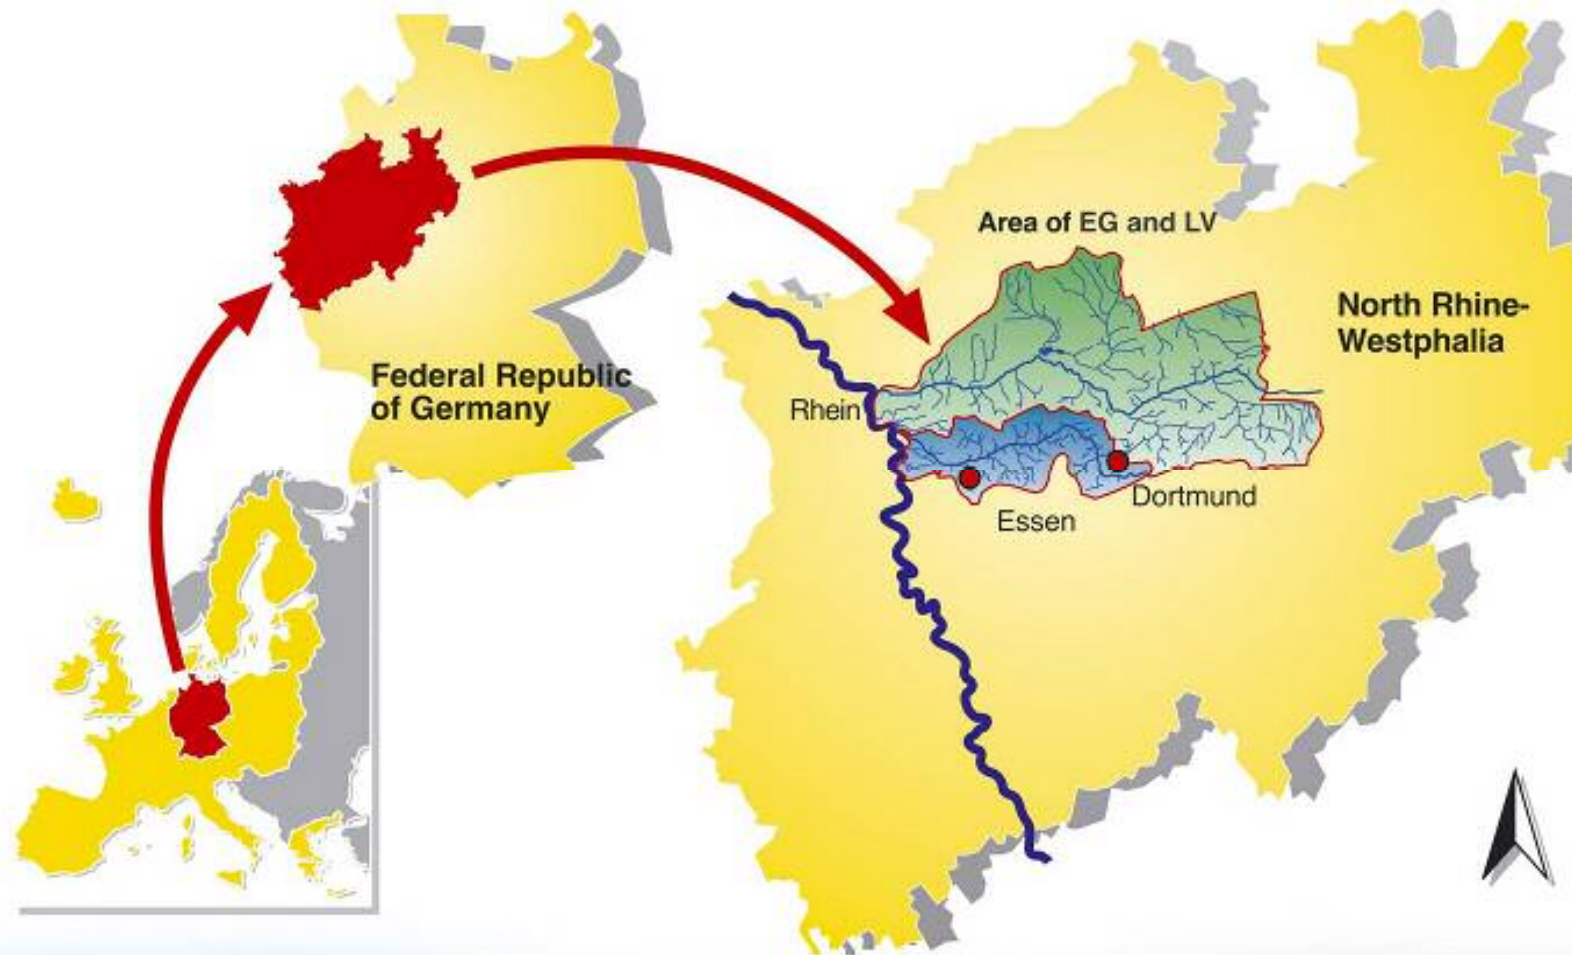 Area of EG and LV
North Rhine-
Westphalia
Federal Republic
of Germany
Rhein
Dortmund
Essen